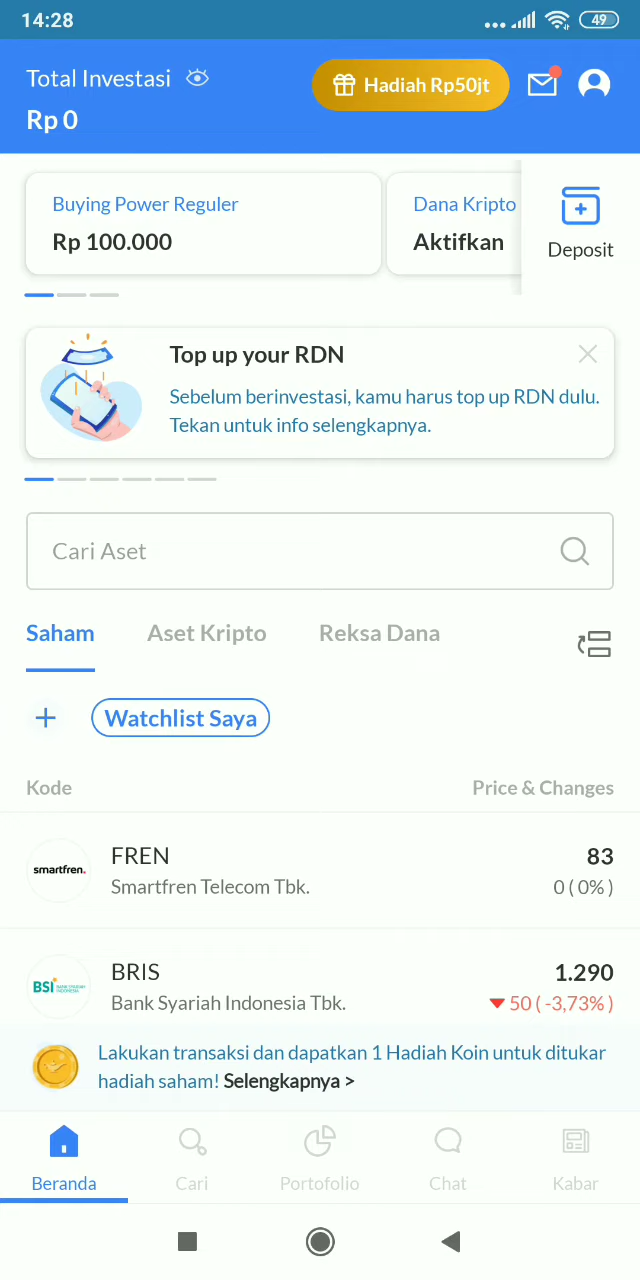 14:28
49
Total Investasi
Rp 0
Hadiah Rp50jt
Buying Power Reguler
Rp 100.000
Dana Kripto
Aktifkan
Deposit
Top up your RDN
Sebelum berinvestasi, kamu harus top up RDN dulu.
Tekan untuk info selengkapnya.
Cari Aset
Saham
Aset Kripto
Reksa Dana
+ Watchlist Saya
Kode
Price & Changes
smartfren.
FREN
83
Smartfren Telecom Tbk.
0 ( 0% )
BSI BANK SYARIAH INDONESIA
BRIS
1.290
Bank Syariah Indonesia Tbk.
50 ( -3,73% )
Lakukan transaksi dan dapatkan 1 Hadiah Koin untuk ditukar
hadiah saham! Selengkapnya >
Beranda
Cari
Portofolio
Chat
Kabar